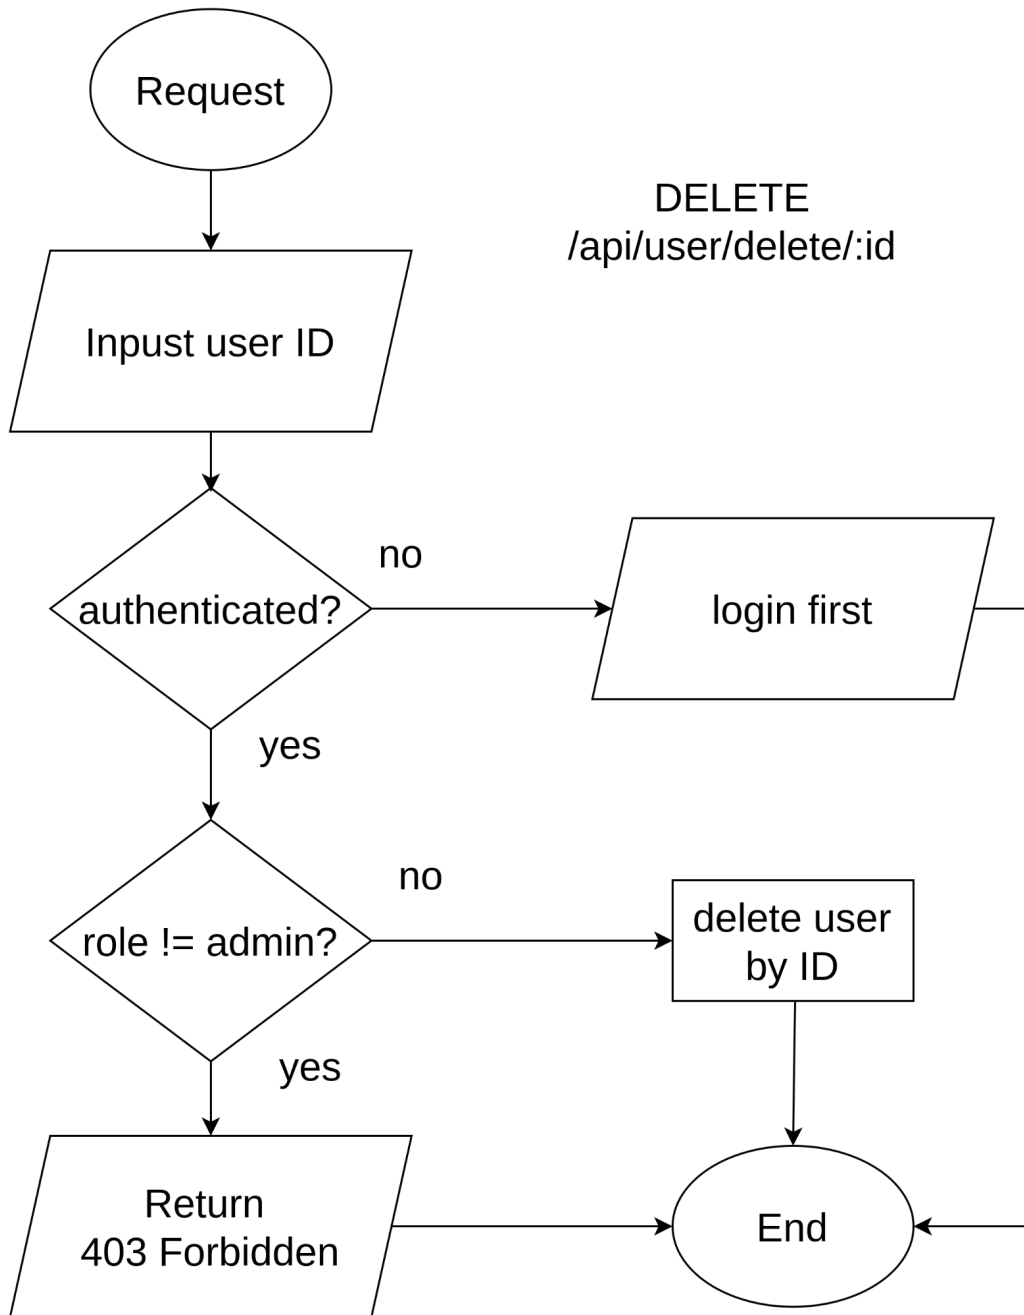 Request
DELETE
/api/user/delete/:id
Inpust user ID
authenticated?
no
login first
yes
role != admin?
no
delete user
by ID
yes
Return
403 Forbidden
End